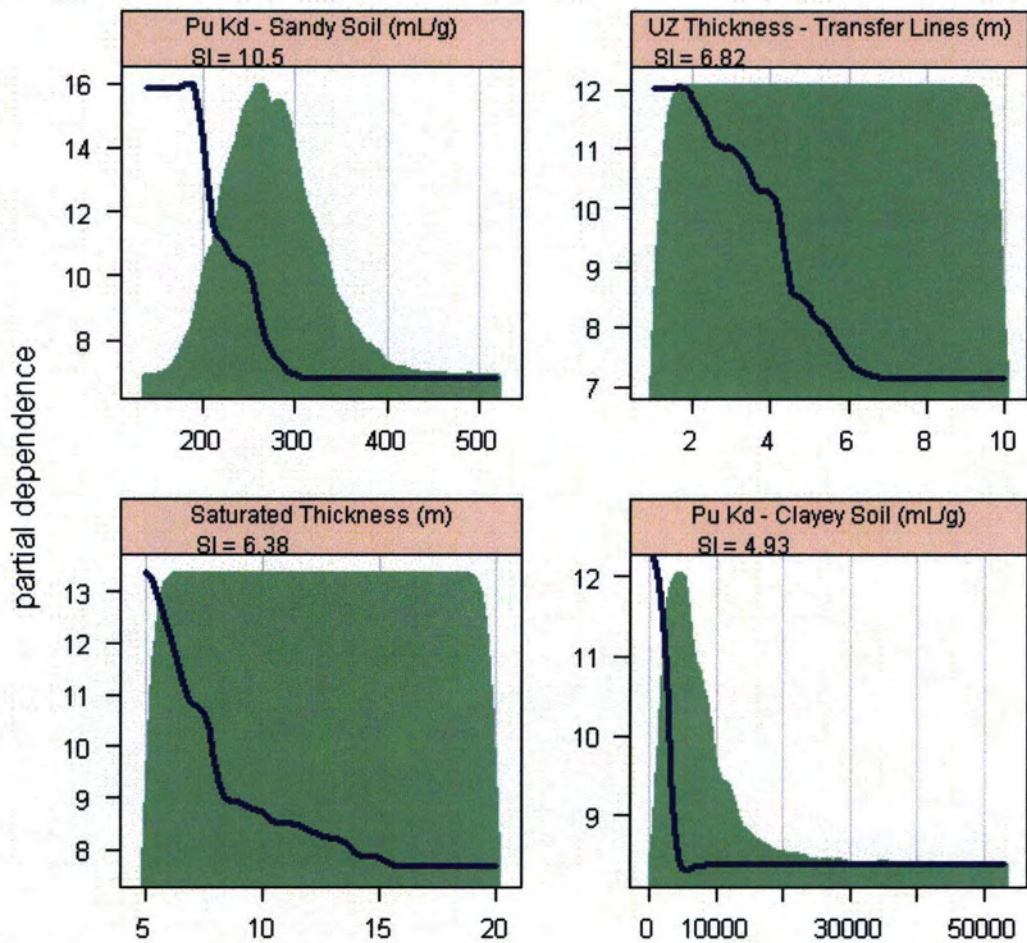 Pu Kd - Sandy Soil (mL/g)
SI = 10.5
16
14
12
10
8
200 300 400 500
UZ Thickness - Transfer Lines (m)
SI = 6.82
12
11
10
9
8
7
2 4 6 8 10
partial dependence
Saturated Thickness (m)
SI = 6.38
13
12
11
10
9
8
5 10 15 20
Pu Kd - Clayey Soil (mL/g)
SI = 4.93
12
11
10
9
0 10000 30000 50000